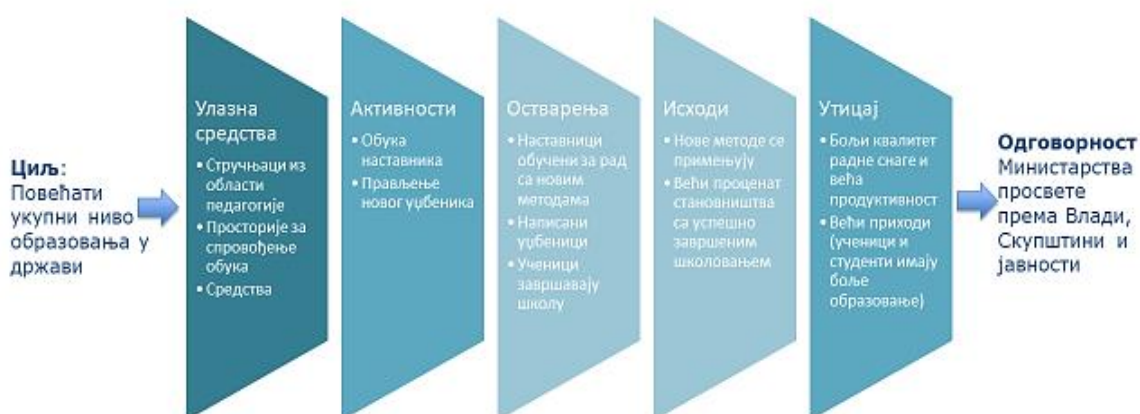 Циљ:
Повећати
укупни ниво
образовања у
држави
Улазна
средства
• Стручњаци из
области
педагогије
• Просторије за
спровођење
обука
• Средства
Активности
• Обука
наставника
• Прављење
новог уџбеника
Остварења
• Наставници
обучени за рад
са новим
методама
• Написани
уџбеници
• Ученици
завршавају
школу
Исходи
• Нове методе се
примењују
• Већи проценат
становништва
са успешно
завршеним
школовањем
Утицај
• Бољи квалитет
радне снаге и
већа
продуктивност
• Већи приходи
(ученици и
студенти имају
боље
образовање)
Одговорност
Министарства
просвете
према Влади,
Скупштини и
јавности